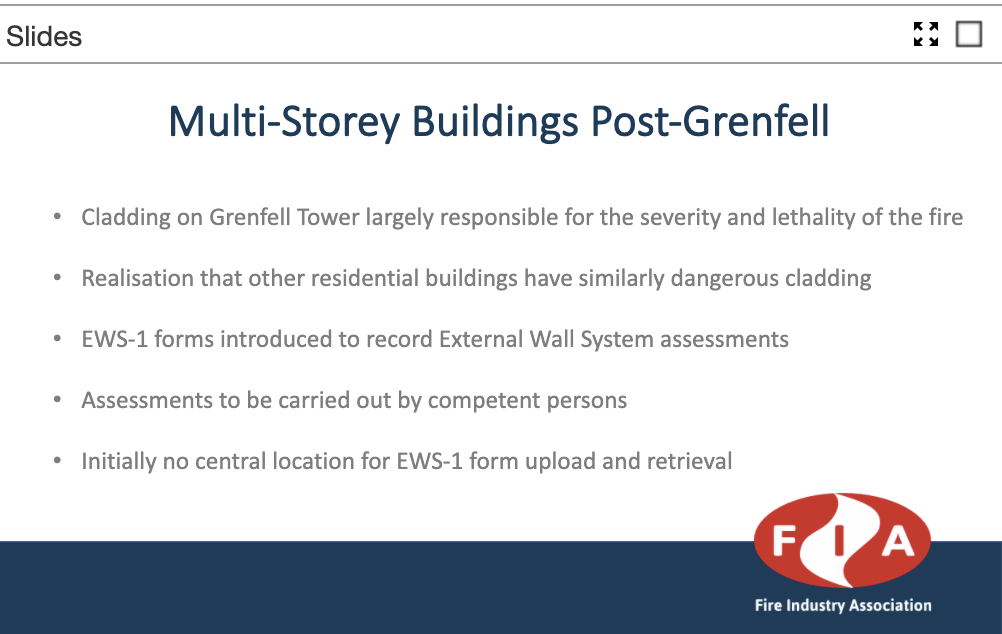 Slides
Multi-Storey Buildings Post-Grenfell
• Cladding on Grenfell Tower largely responsible for the severity and lethality of the fire
• Realisation that other residential buildings have similarly dangerous cladding
• EWS-1 forms introduced to record External Wall System assessments
• Assessments to be carried out by competent persons
• Initially no central location for EWS-1 form upload and retrieval
FIA
Fire Industry Association